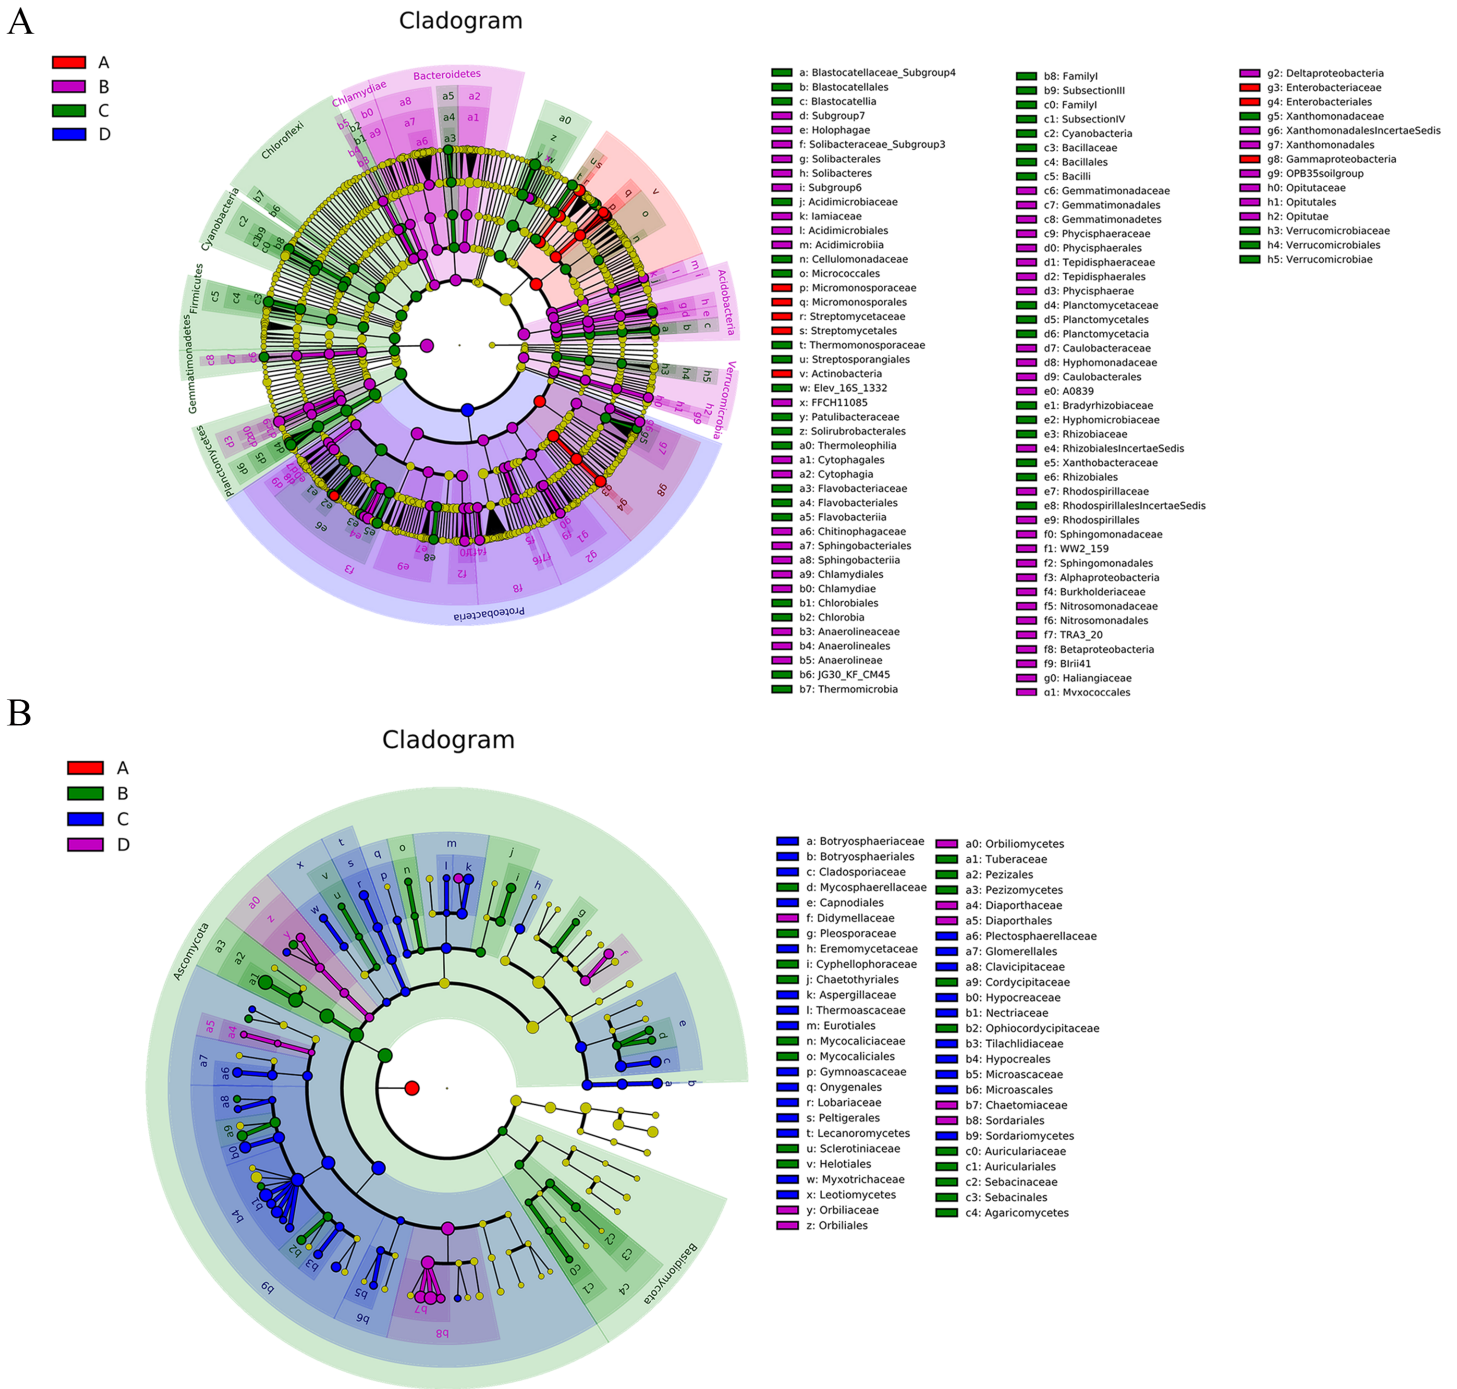 A
Cladogram
A
B
C
D
Bacteroidetes
Chlamydiae
Chloroflexi
Cyanobacteria
Firmicutes
Gemmatimonadetes
Planctomycetes
Proteobacteria
Verrucomicrobia
Acidobacteria
a: Blastocatellaceae_Subgroup4
b: Blastocatellales
c: Blastocatellia
d: Subgroup7
e: Holophagae
f: Solibacteraceae_Subgroup3
g: Solibacterales
h: Solibacteres
i: Subgroup6
j: Acidimicrobiaceae
k: Iamiaceae
l: Acidimicrobiales
m: Acidimicrobiia
n: Cellulomonadaceae
o: Micrococcales
p: Micromonosporaceae
q: Micromonosporales
r: Streptomycetaceae
s: Streptomycetales
t: Thermomonosporaceae
u: Streptosporangiales
v: Actinobacteria
w: Elev_16S_1332
x: FFCH11085
y: Patulibacteraceae
z: Solirubrobacterales
a0: Thermoleophilia
a1: Cytophagales
a2: Cytophagia
a3: Flavobacteriaceae
a4: Flavobacteriales
a5: Flavobacteriia
a6: Chitinophagaceae
a7: Sphingobacteriales
a8: Sphingobacteriia
a9: Chlamydiales
b0: Chlamydiae
b1: Chlorobiales
b2: Chlorobia
b3: Anaerolineaceae
b4: Anaerolineales
b5: Anaerolineae
b6: JG30_KF_CM45
b7: Thermomicrobia
b8: FamilyI
b9: SubsectionIII
c0: FamilyI
c1: SubsectionIV
c2: Cyanobacteria
c3: Bacillaceae
c4: Bacillales
c5: Bacilli
c6: Gemmatimonadaceae
c7: Gemmatimonadales
c8: Gemmatimonadetes
c9: Phycisphaeraceae
d0: Phycisphaerales
d1: Tepidisphaeraceae
d2: Tepidisphaerales
d3: Phycisphaerae
d4: Planctomycetaceae
d5: Planctomycetales
d6: Planctomycetacia
d7: Caulobacteraceae
d8: Hyphomonadaceae
d9: Caulobacterales
e0: A0839
e1: Bradyrhizobiaceae
e2: Hyphomicrobiaceae
e3: Rhizobiaceae
e4: RhizobialesIncertaeSedis
e5: Xanthobacteraceae
e6: Rhizobiales
e7: Rhodospirillaceae
e8: RhodospirillalesIncertaeSedis
e9: Rhodospirillales
f0: Sphingomonadaceae
f1: WW2_159
f2: Sphingomonadales
f3: Alphaproteobacteria
f4: Burkholderiaceae
f5: Nitrosomonadaceae
f6: Nitrosomonadales
f7: TRA3_20
f8: Betaproteobacteria
f9: BIrii41
g0: Haliangiaceae
g1: Myxococcales
g2: Deltaproteobacteria
g3: Enterobacteriaceae
g4: Enterobacteriales
g5: Xanthomonadaceae
g6: XanthomonadalesIncertaeSedis
g7: Xanthomonadales
g8: Gammaproteobacteria
g9: OPB35soilgroup
h0: Opitutaceae
h1: Opitutales
h2: Opitutae
h3: Verrucomicrobiaceae
h4: Verrucomicrobiales
h5: Verrucomicrobiae
B
Cladogram
A
B
C
D
Ascomycota
Basidiomycota
a: Botryosphaeriaceae
b: Botryosphaeriales
c: Cladosporiaceae
d: Mycosphaerellaceae
e: Capnodiales
f: Didymellaceae
g: Pleosporaceae
h: Eremomycetaceae
i: Cyphellophoraceae
j: Chaetothyriales
k: Aspergillaceae
l: Thermoascaceae
m: Eurotiales
n: Mycocaliciaceae
o: Mycocaliciales
p: Gymnoascaceae
q: Onygenales
r: Lobariaceae
s: Peltigerales
t: Lecanoromycetes
u: Sclerotiniaceae
v: Helotiales
w: Myxotrichaceae
x: Leotiomycetes
y: Orbiliaceae
z: Orbiliales
a0: Orbiliomycetes
a1: Tuberaceae
a2: Pezizales
a3: Pezizomycetes
a4: Diaporthaceae
a5: Diaporthales
a6: Plectosphaerellaceae
a7: Glomerellales
a8: Clavicipitaceae
a9: Cordycipitaceae
b0: Hypocreaceae
b1: Nectriaceae
b2: Ophiocordycipitaceae
b3: Tilachlidiaceae
b4: Hypocreales
b5: Microascaceae
b6: Microascales
b7: Chaetomiaceae
b8: Sordariales
b9: Sordariomycetes
c0: Auriculariaceae
c1: Auriculariales
c2: Sebacinaceae
c3: Sebacinales
c4: Agaricomycetes